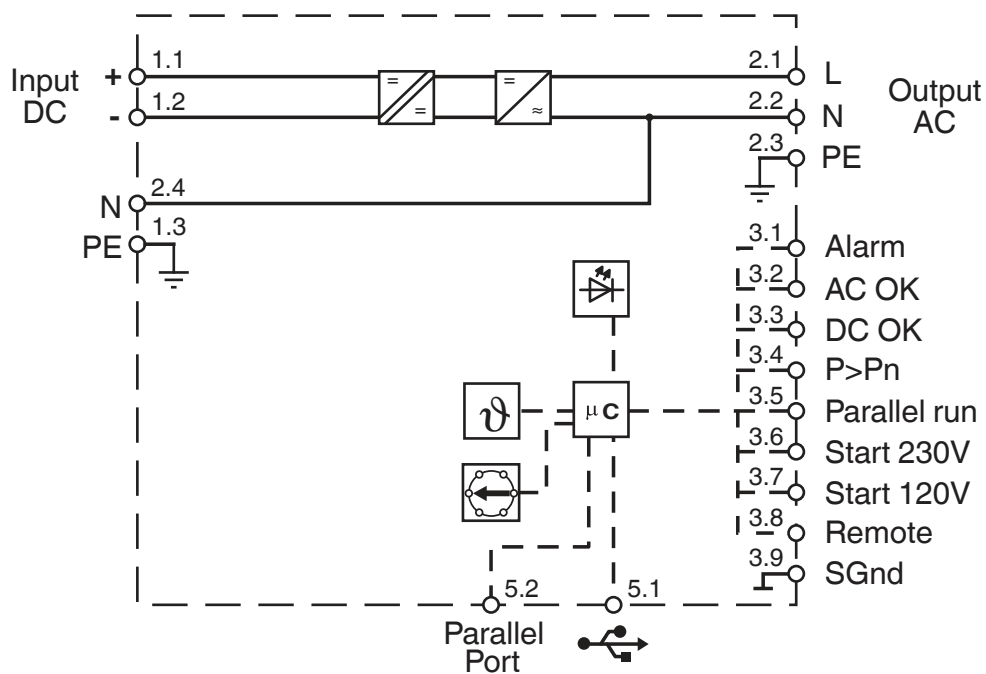 Input
DC
+
1.1
-
1.2
N
2.4
PE
1.3
=
=
=
≈
2.1
L
2.2
N
2.3
PE
Output
AC
3.1
Alarm
3.2
AC OK
3.3
DC OK
3.4
P>Pn
3.5
Parallel run
3.6
Start 230V
3.7
Start 120V
3.8
Remote
3.9
SGnd
ϑ
μC
5.2
5.1
Parallel
Port